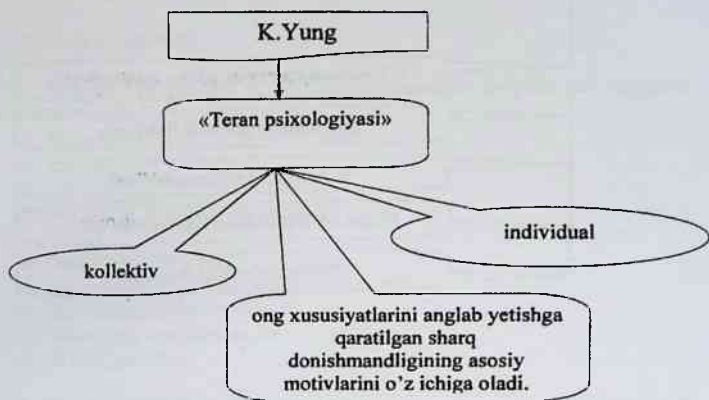 K.Yung
«Teran psixologiyasi»
individual
kollektiv
ong xususiyatlarini anglab yetishga
qaratilgan sharq
donishmandligining asosiy
motivlarini o'z ichiga oladi.